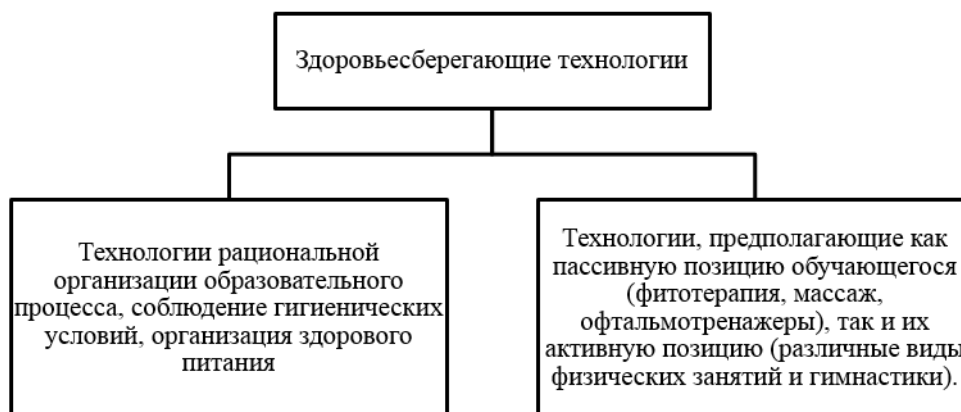 Здоровьесберегающие технологии
Технологии рациональной
организации образовательного
процесса, соблюдение гигиенических
условий, организация здорового
питания
Технологии, предполагающие как
пассивную позицию обучающегося
(фитотерапия, массаж,
офтальмотренажеры), так и их
активную позицию (различные виды
физических занятий и гимнастики).